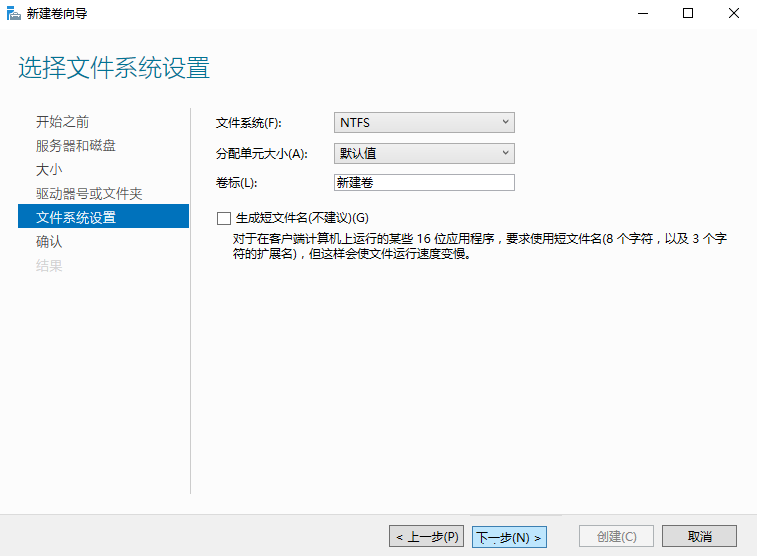 新建卷向导
选择文件系统设置
开始之前
服务器和磁盘
大小
驱动器号或文件夹
文件系统设置
确认
结果
文件系统(F): NTFS
分配单元大小(A): 默认值
卷标(L): 新建卷
生成短文件名(不建议)(G)
对于在客户端计算机上运行的某些 16 位应用程序，要求使用短文件名(8 个字符，以及 3 个字
符的扩展名)，但这样会使文件运行速度变慢。
< 上一步(P) 下一步(N) > 创建(C) 取消